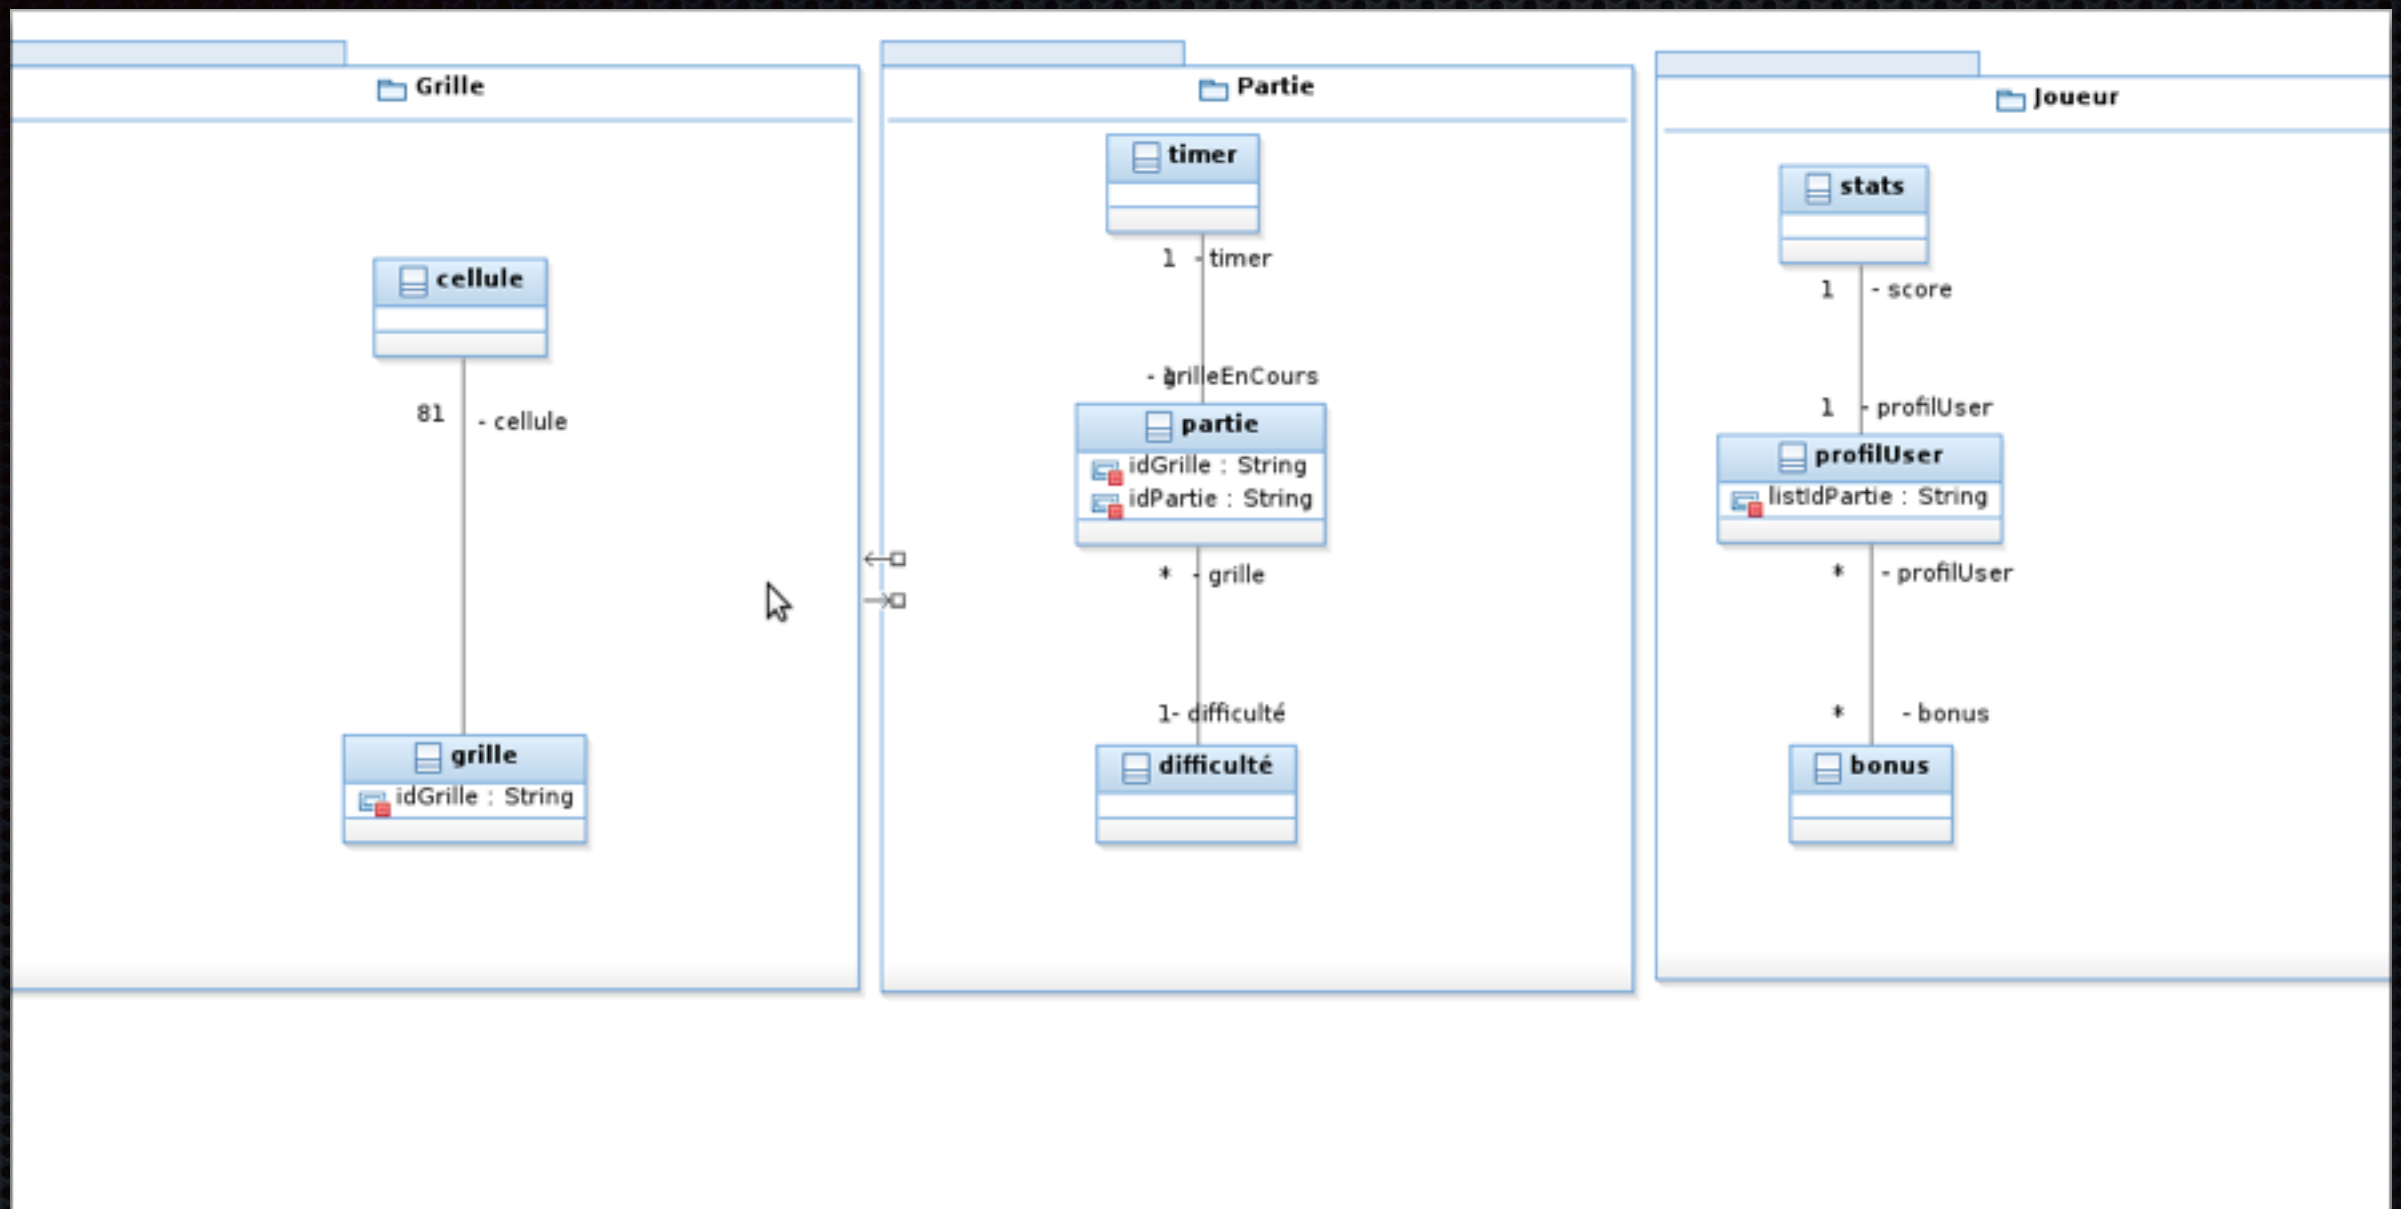 Grille
cellule
81
- cellule
grille
idGrille : String
Partie
timer
1 - timer
- grilleEnCours
partie
idGrille : String
idPartie : String
* - grille
1- difficulté
difficulté
Joueur
stats
1 - score
1 - profilUser
profilUser
listIdPartie : String
* - profilUser
* - bonus
bonus